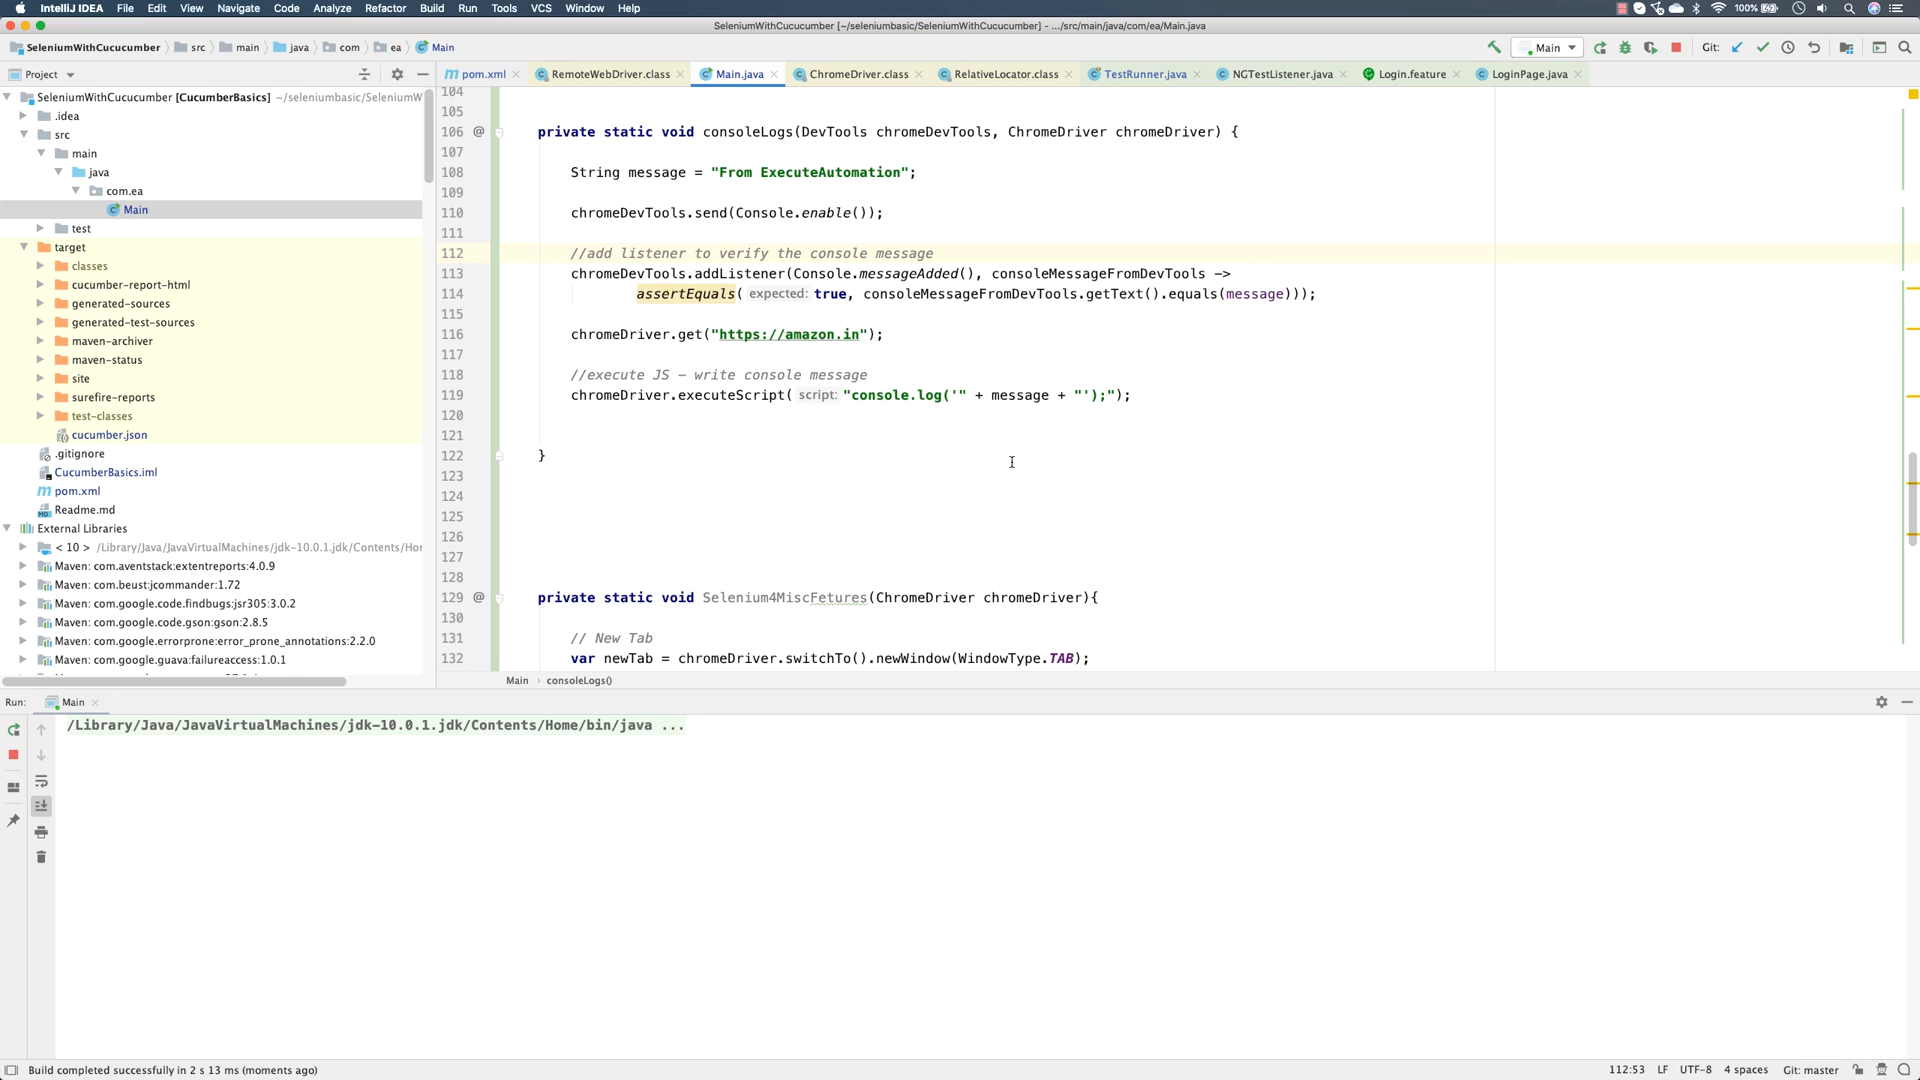 IntelliJ IDEA File Edit View Navigate Code Analyze Refactor Build Run Tools VCS Window Help 100%
SeleniumWithCucucumber [~/seleniumbasic/SeleniumWithCucucumber] - .../src/main/java/com/ea/Main.java
SeleniumWithCucucumber src main java com ea Main Main Git:
Project
pom.xml RemoteWebDriver.class Main.java ChromeDriver.class RelativeLocator.class TestRunner.java NGTestListener.java Login.feature LoginPage.java
SeleniumWithCucucumber [CucumberBasics] ~/seleniumbasic/SeleniumW
.idea
src
main
java
com.ea
Main
test
target
classes
cucumber-report-html
generated-sources
generated-test-sources
maven-archiver
maven-status
site
surefire-reports
test-classes
cucumber.json
.gitignore
CucumberBasics.iml
pom.xml
Readme.md
External Libraries
< 10 > /Library/Java/JavaVirtualMachines/jdk-10.0.1.jdk/Contents/Hor
Maven: com.aventstack:extentreports:4.0.9
Maven: com.beust:jcommander:1.72
Maven: com.google.code.findbugs:jsr305:3.0.2
Maven: com.google.code.gson:gson:2.8.5
Maven: com.google.errorprone:error_prone_annotations:2.2.0
Maven: com.google.guava:failureaccess:1.0.1
104
105
106 @ private static void consoleLogs(DevTools chromeDevTools, ChromeDriver chromeDriver) {
107
108 String message = "From ExecuteAutomation";
109
110 chromeDevTools.send(Console.enable());
111
112 //add listener to verify the console message
113 chromeDevTools.addListener(Console.messageAdded(), consoleMessageFromDevTools ->
114 assertEquals( expected: true, consoleMessageFromDevTools.getText().equals(message)));
115
116 chromeDriver.get("https://amazon.in");
117
118 //execute JS - write console message
119 chromeDriver.executeScript( script: "console.log('" + message + "');");
120
121
122 }
123
124
125
126
127
128
129 @ private static void Selenium4MiscFetures(ChromeDriver chromeDriver){
130
131 // New Tab
132 var newTab = chromeDriver.switchTo().newWindow(WindowType.TAB);
Main consoleLogs()
Run: Main
/Library/Java/JavaVirtualMachines/jdk-10.0.1.jdk/Contents/Home/bin/java ...
Build completed successfully in 2 s 13 ms (moments ago) 112:53 LF UTF-8 4 spaces Git: master